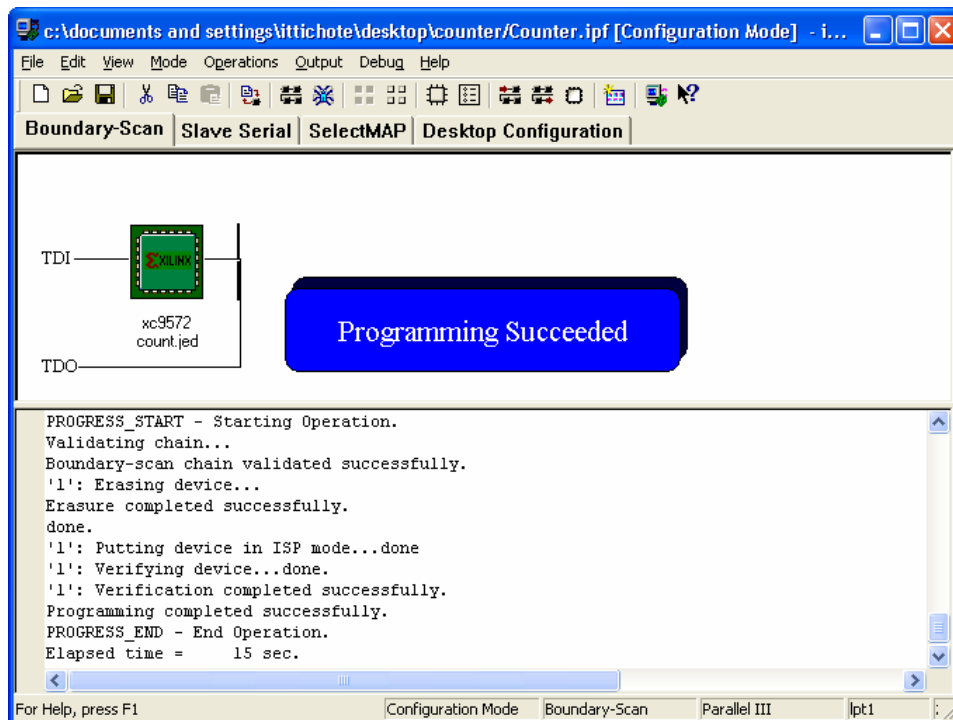 c:\documents and settings\ittichote\desktop\counter/Counter.ipf [Configuration Mode] - i...
File Edit View Mode Operations Output Debug Help
Boundary-Scan Slave Serial SelectMAP Desktop Configuration
TDI
XILINX
xc9572
count.jed
TDO
Programming Succeeded
PROGRESS_START - Starting Operation.
Validating chain...
Boundary-scan chain validated successfully.
'1': Erasing device...
Erasure completed successfully.
done.
'1': Putting device in ISP mode...done
'1': Verifying device...done.
'1': Verification completed successfully.
Programming completed successfully.
PROGRESS_END - End Operation.
Elapsed time =     15 sec.
For Help, press F1 Configuration Mode Boundary-Scan Parallel III lpt1